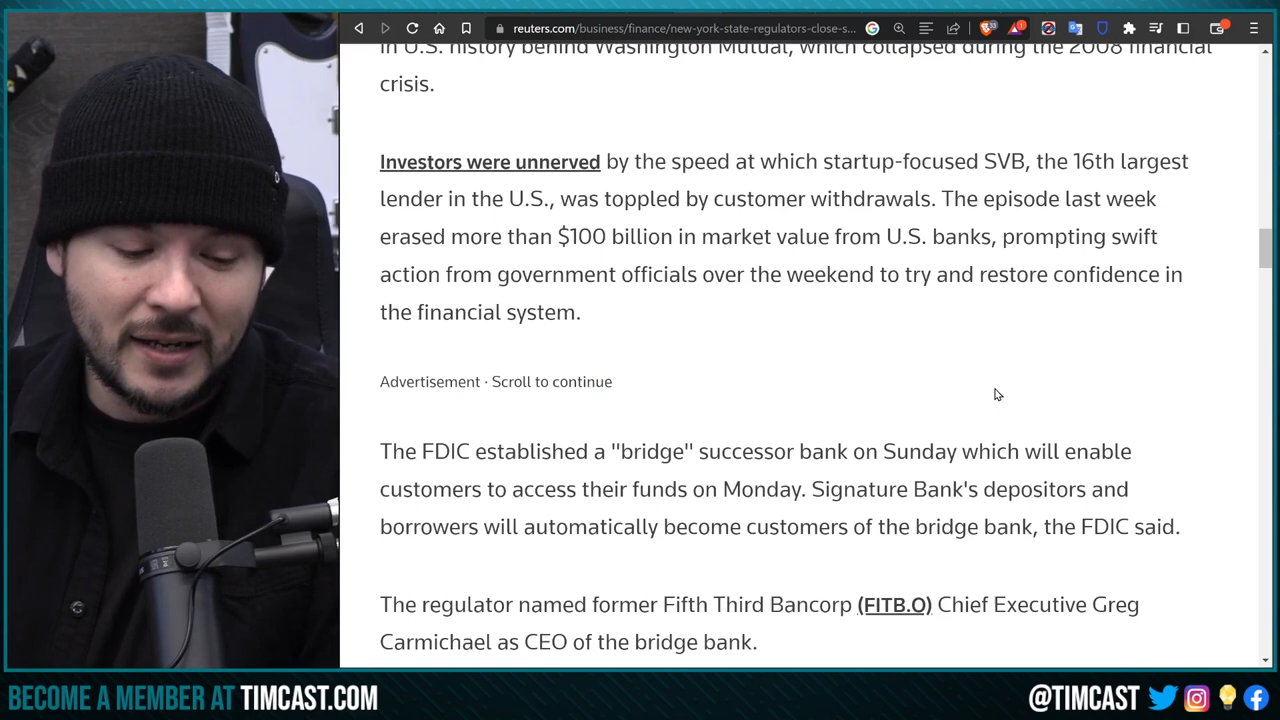 reuters.com/business/finance/new-york-state-regulators-close-s...
in U.S. history behind Washington Mutual, which collapsed during the 2008 financial
crisis.
Investors were unnerved by the speed at which startup-focused SVB, the 16th largest
lender in the U.S., was toppled by customer withdrawals. The episode last week
erased more than $100 billion in market value from U.S. banks, prompting swift
action from government officials over the weekend to try and restore confidence in
the financial system.
Advertisement · Scroll to continue
The FDIC established a "bridge" successor bank on Sunday which will enable
customers to access their funds on Monday. Signature Bank's depositors and
borrowers will automatically become customers of the bridge bank, the FDIC said.
The regulator named former Fifth Third Bancorp (FITB.O) Chief Executive Greg
Carmichael as CEO of the bridge bank.
BECOME A MEMBER AT TIMCAST.COM
@TIMCAST